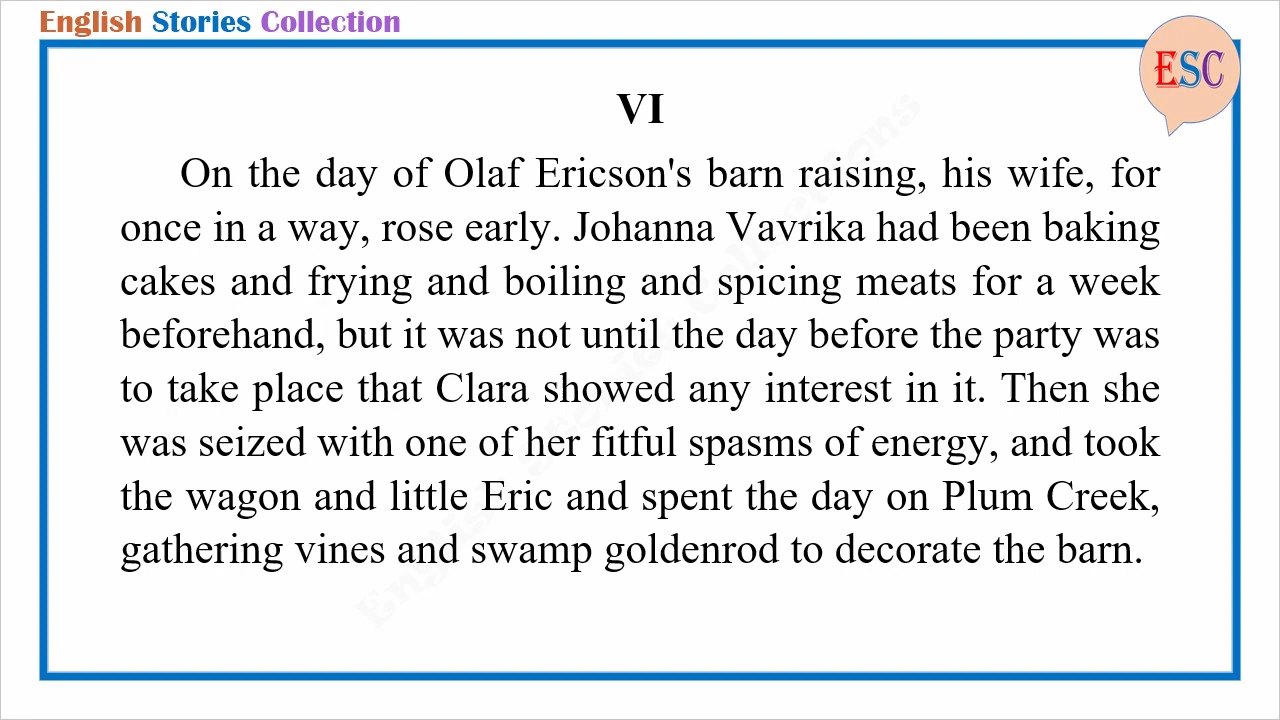 English Stories Collection
ESC
VI
On the day of Olaf Ericson's barn raising, his wife, for
once in a way, rose early. Johanna Vavrika had been baking
cakes and frying and boiling and spicing meats for a week
beforehand, but it was not until the day before the party was
to take place that Clara showed any interest in it. Then she
was seized with one of her fitful spasms of energy, and took
the wagon and little Eric and spent the day on Plum Creek,
gathering vines and swamp goldenrod to decorate the barn.